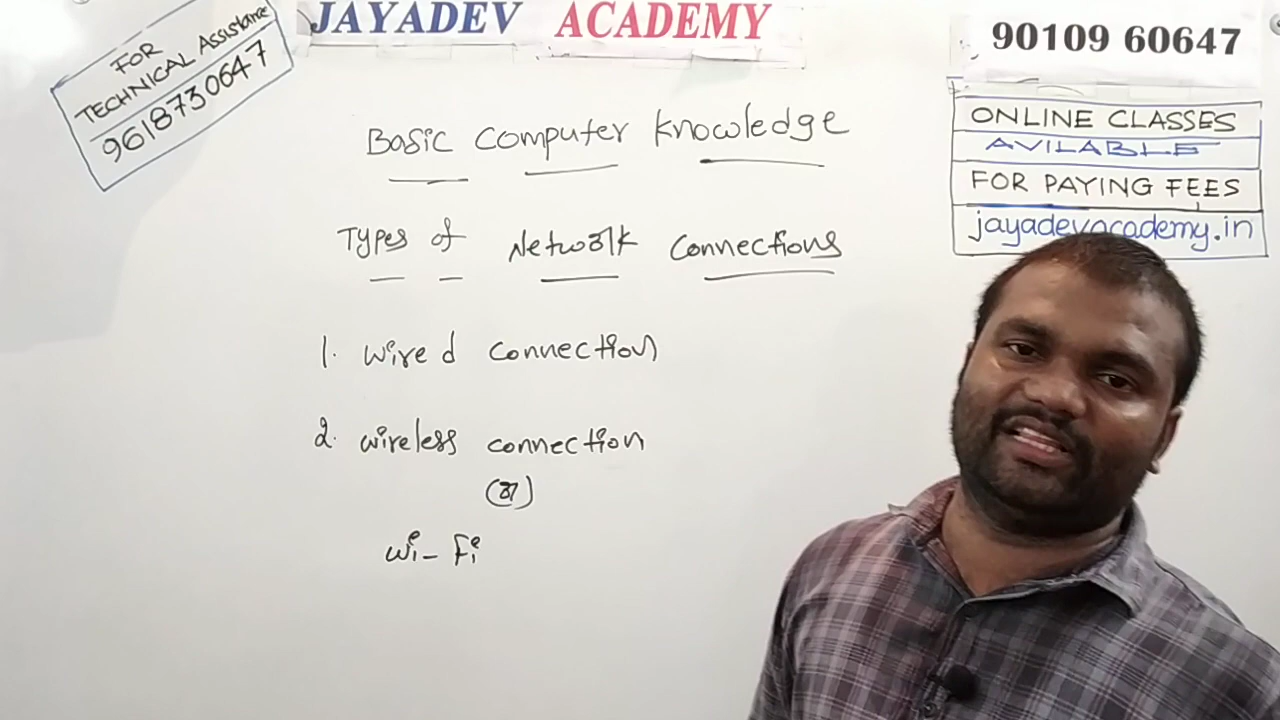 FOR
TECHNICAL Assistance
9618730647
JAYADEV ACADEMY
90109 60647
ONLINE CLASSES
AVILABLE
FOR PAYING FEES
jayadevacademy.in
Basic Computer Knowledge
Types of Network Connections
1. wired connection
2. wireless connection
(or)
wi-Fi